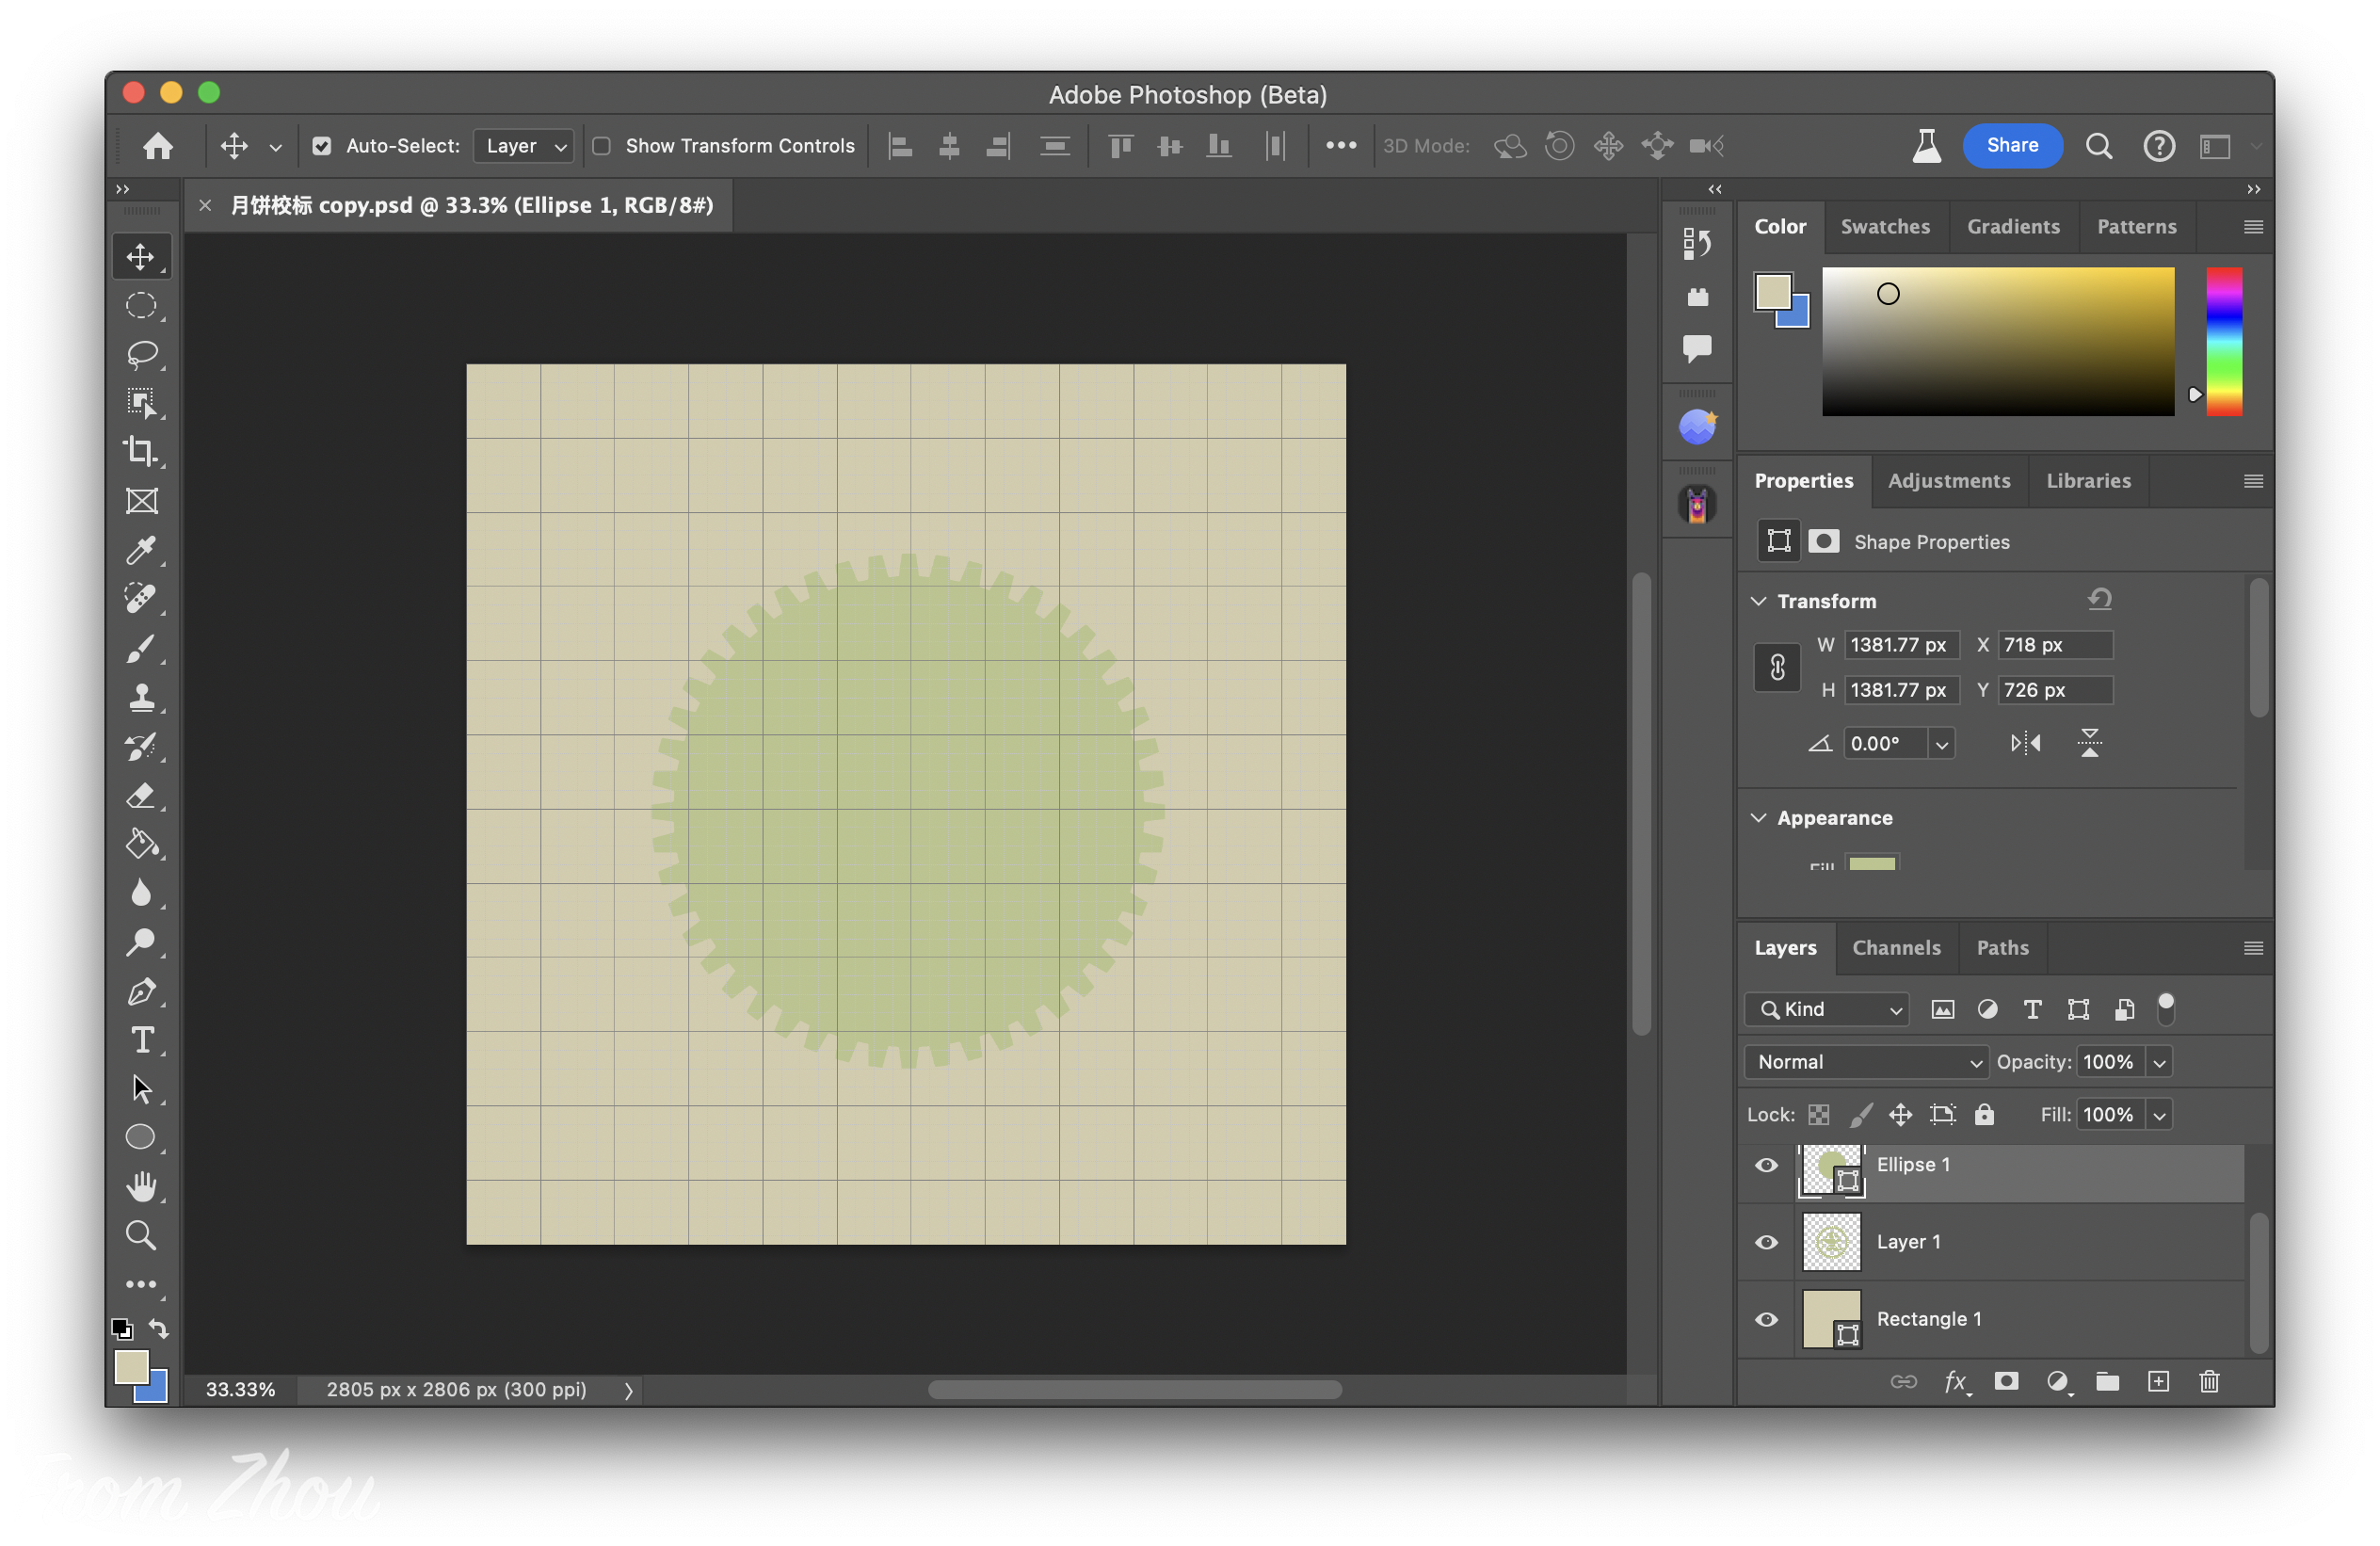 Adobe Photoshop (Beta)
Auto-Select: Layer Show Transform Controls 3D Mode: Share
月饼校标 copy.psd @ 33.3% (Ellipse 1, RGB/8#)
Color Swatches Gradients Patterns
Properties Adjustments Libraries
Shape Properties
Transform
W 1381.77 px X 718 px
H 1381.77 px Y 726 px
0.00°
Appearance
Fill
Layers Channels Paths
Kind
Normal Opacity: 100%
Lock: Fill: 100%
Ellipse 1
Layer 1
Rectangle 1
fx
33.33% 2805 px x 2806 px (300 ppi)
From Zhou